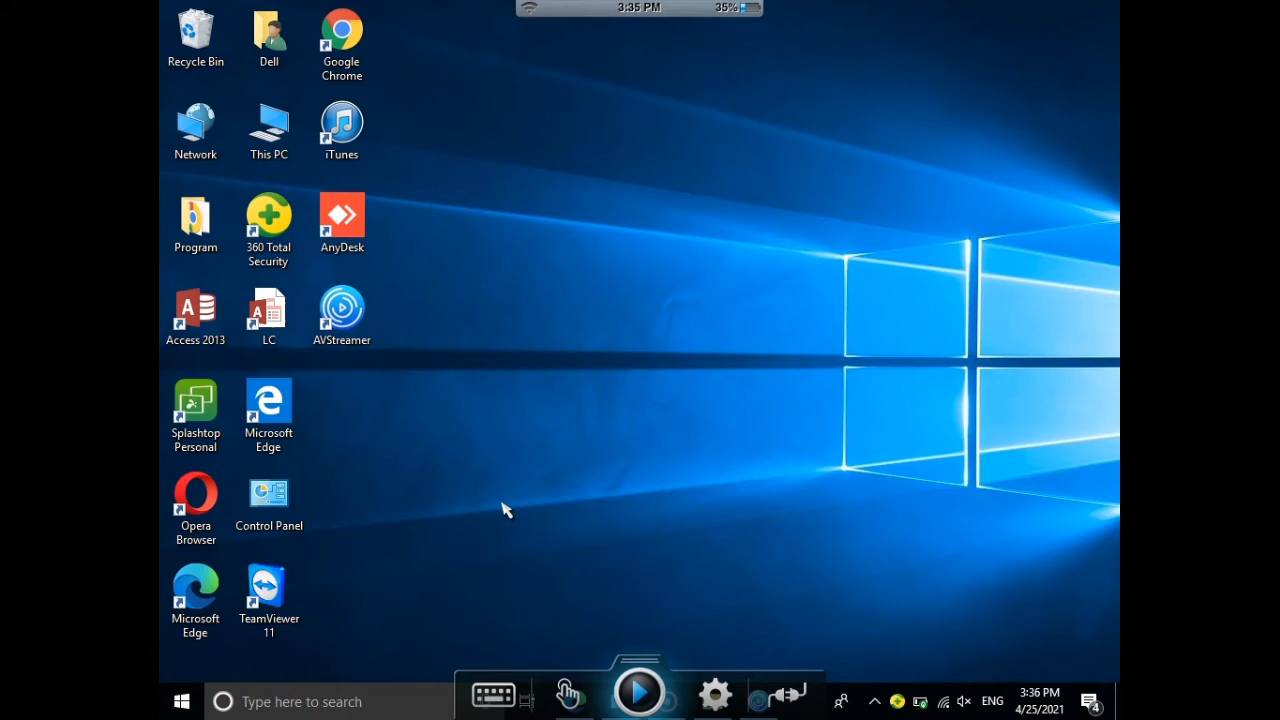 3:35 PM
35%
Recycle Bin
Dell
Google
Chrome
Network
This PC
iTunes
Program
360 Total
Security
AnyDesk
Access 2013
LC
AVStreamer
Splashtop
Personal
Microsoft
Edge
Opera
Browser
Control Panel
Microsoft
Edge
TeamViewer
11
Type here to search
ENG
3:36 PM
4/25/2021
4